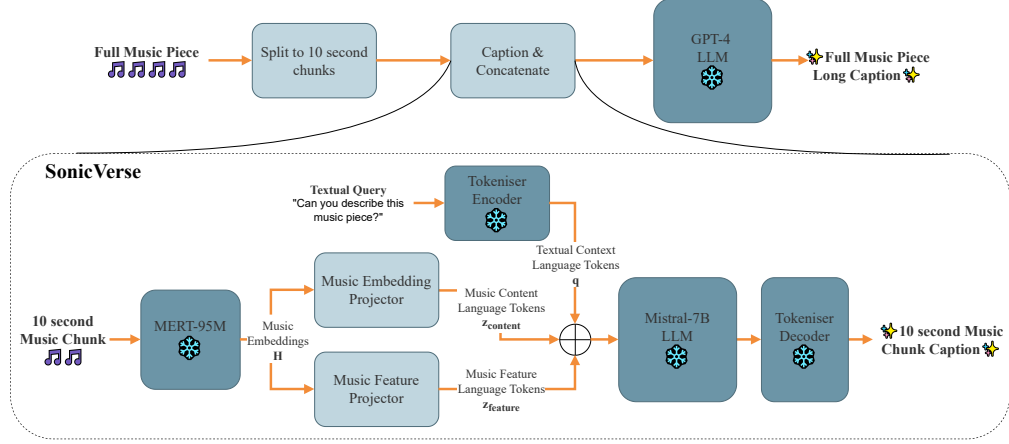 Full Music Piece
Split to 10 second
chunks
Caption &
Concatenate
GPT-4
LLM
Full Music Piece
Long Caption
SonicVerse
Textual Query
"Can you describe this
music piece?"
Tokeniser
Encoder
Textual Context
Language Tokens
q
10 second
Music Chunk
MERT-95M
Music
Embeddings
H
Music Embedding
Projector
Music Content
Language Tokens
z_content
Music Feature
Projector
Music Feature
Language Tokens
z_feature
Mistral-7B
LLM
Tokeniser
Decoder
10 second Music
Chunk Caption